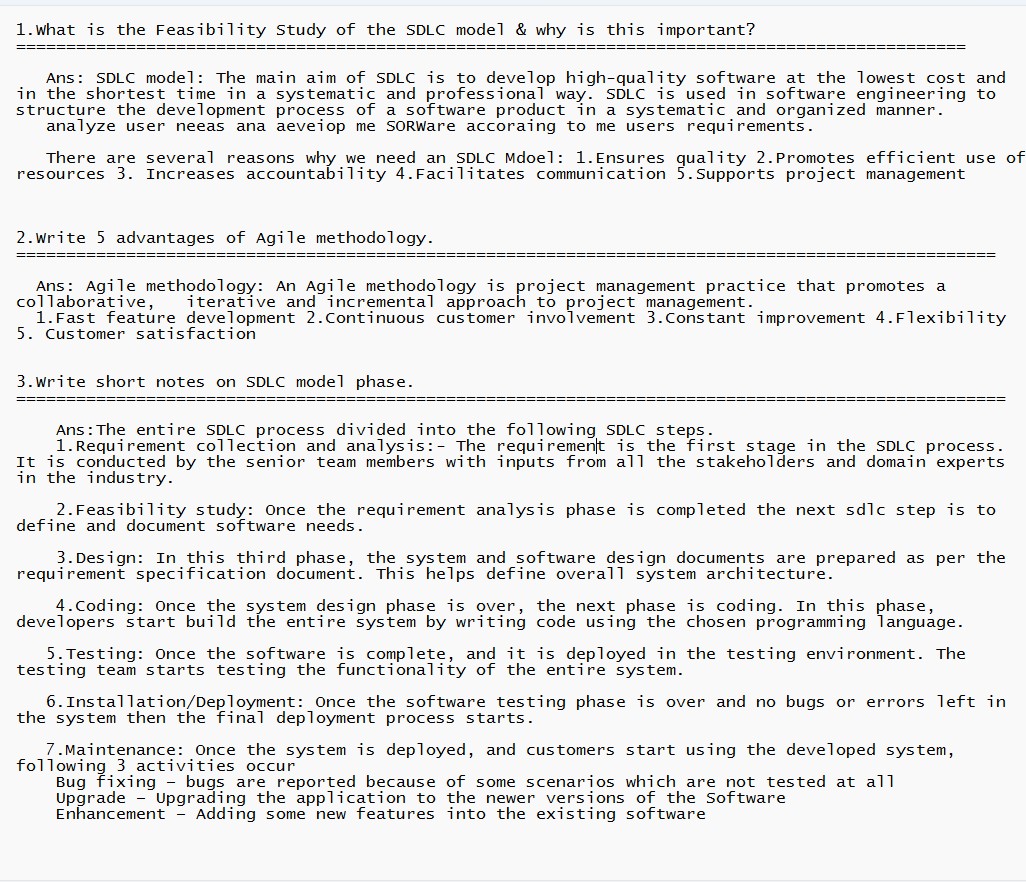 1.What is the Feasibility Study of the SDLC model & why is this important?
===============================================================================================
Ans: SDLC model: The main aim of SDLC is to develop high-quality software at the lowest cost and
in the shortest time in a systematic and professional way. SDLC is used in software engineering to
structure the development process of a software product in a systematic and organized manner.
analyze user neeas ana aeveiop me SORWare accoraing to me users requirements.
There are several reasons why we need an SDLC Mdoel: 1.Ensures quality 2.Promotes efficient use of
resources 3. Increases accountability 4.Facilitates communication 5.Supports project management
2.Write 5 advantages of Agile methodology.
==================================================================================================
Ans: Agile methodology: An Agile methodology is project management practice that promotes a
collaborative,   iterative and incremental approach to project management.
1.Fast feature development 2.Continuous customer involvement 3.Constant improvement 4.Flexibility
5. Customer satisfaction
3.Write short notes on SDLC model phase.
===================================================================================================
Ans:The entire SDLC process divided into the following SDLC steps.
1.Requirement collection and analysis:- The requirement is the first stage in the SDLC process.
It is conducted by the senior team members with inputs from all the stakeholders and domain experts
in the industry.
2.Feasibility study: Once the requirement analysis phase is completed the next sdlc step is to
define and document software needs.
3.Design: In this third phase, the system and software design documents are prepared as per the
requirement specification document. This helps define overall system architecture.
4.Coding: Once the system design phase is over, the next phase is coding. In this phase,
developers start build the entire system by writing code using the chosen programming language.
5.Testing: Once the software is complete, and it is deployed in the testing environment. The
testing team starts testing the functionality of the entire system.
6.Installation/Deployment: Once the software testing phase is over and no bugs or errors left in
the system then the final deployment process starts.
7.Maintenance: Once the system is deployed, and customers start using the developed system,
following 3 activities occur
Bug fixing – bugs are reported because of some scenarios which are not tested at all
Upgrade – Upgrading the application to the newer versions of the Software
Enhancement – Adding some new features into the existing software